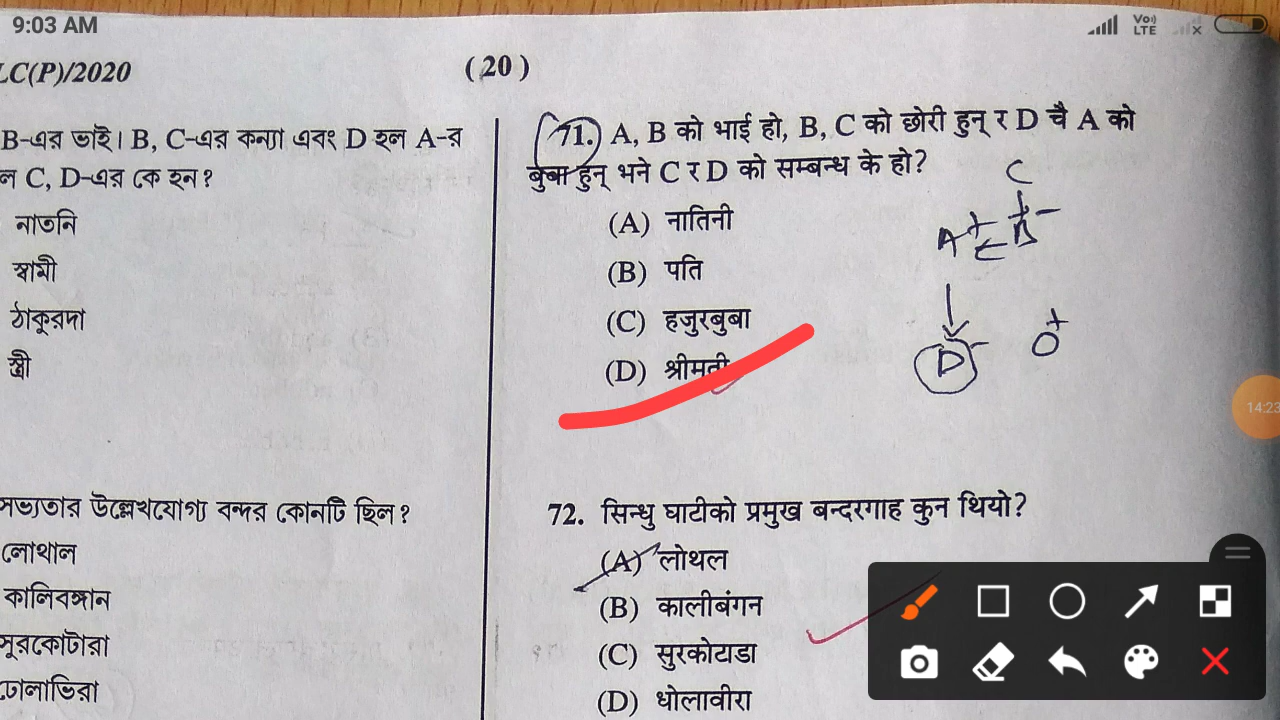 9:03 AM
Vo))
LTE
LC(P)/2020
(20)
B-এর ভাই। B, C-এর কন্যা এবং D হল A-র
ল C, D-এর কে হন?
নাতনি
স্বামী
ঠাকুরদা
স্ত্রী
সভ্যতার উল্লেখযোগ্য বন্দর কোনটি ছিল?
লোথাল
কালিবঙ্গান
সুরকোটারা
ঢোলাভিরা
71. A, B को भाई हो, B, C को छोरी हुन् र D चै A को
बुबा हुन् भने C र D को सम्बन्ध के हो?
(A) नातिनी
(B) पति
(C) हजुरबुबा
(D) श्रीमती
C
A+ B-
D-
14:23
72. सिन्धु घाटीको प्रमुख बन्दरगाह कुन थियो?
(A) लोथल
(B) कालीबंगन
(C) सुरकोटाडा
(D) धोलावीरा